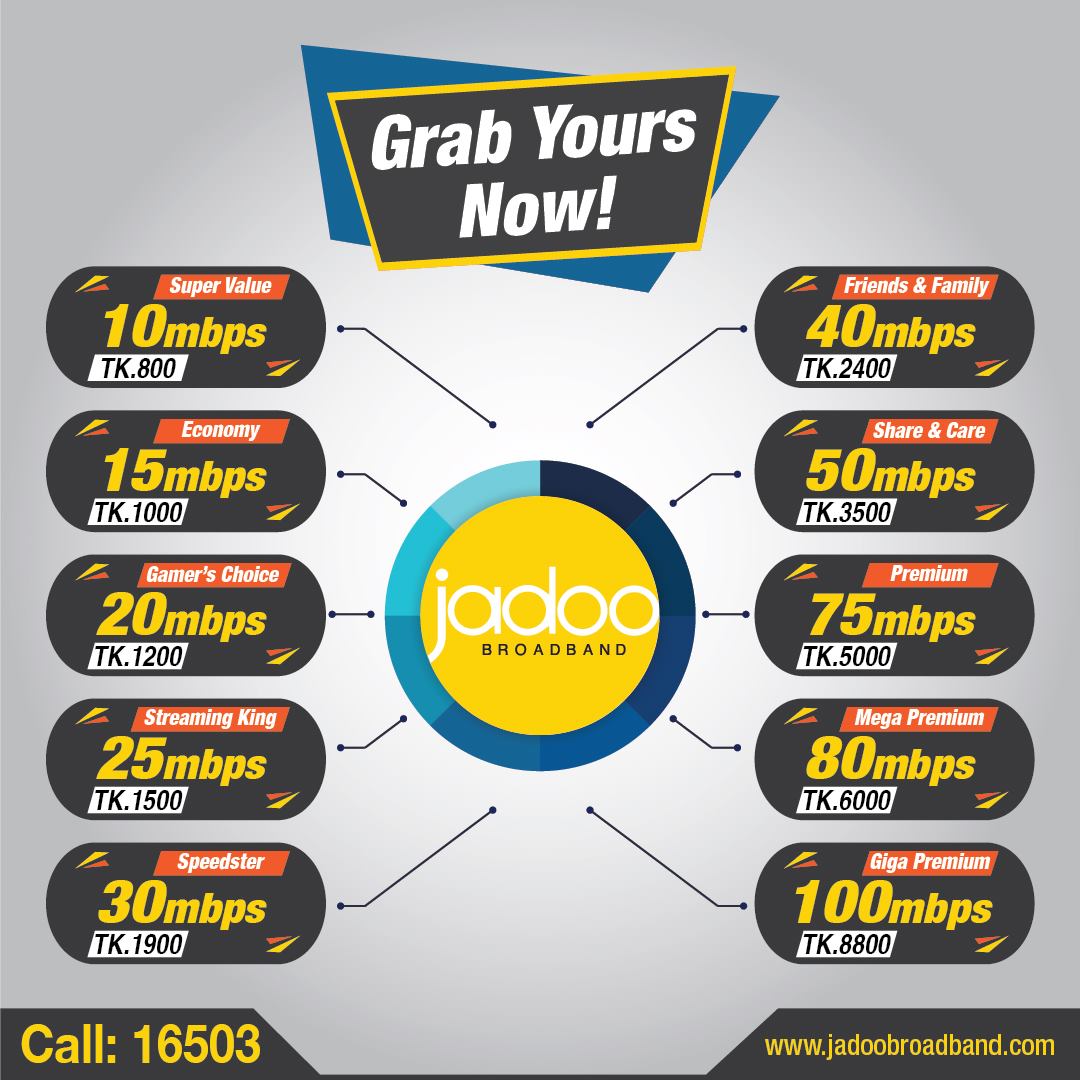 Grab Yours
Now!
Super Value
10mbps
TK.800
Economy
15mbps
TK.1000
Gamer's Choice
20mbps
TK.1200
Streaming King
25mbps
TK.1500
Speedster
30mbps
TK.1900
Friends & Family
40mbps
TK.2400
Share & Care
50mbps
TK.3500
Premium
75mbps
TK.5000
Mega Premium
80mbps
TK.6000
Giga Premium
100mbps
TK.8800
jadoo
BROADBAND
Call: 16503
www.jadoobroadband.com